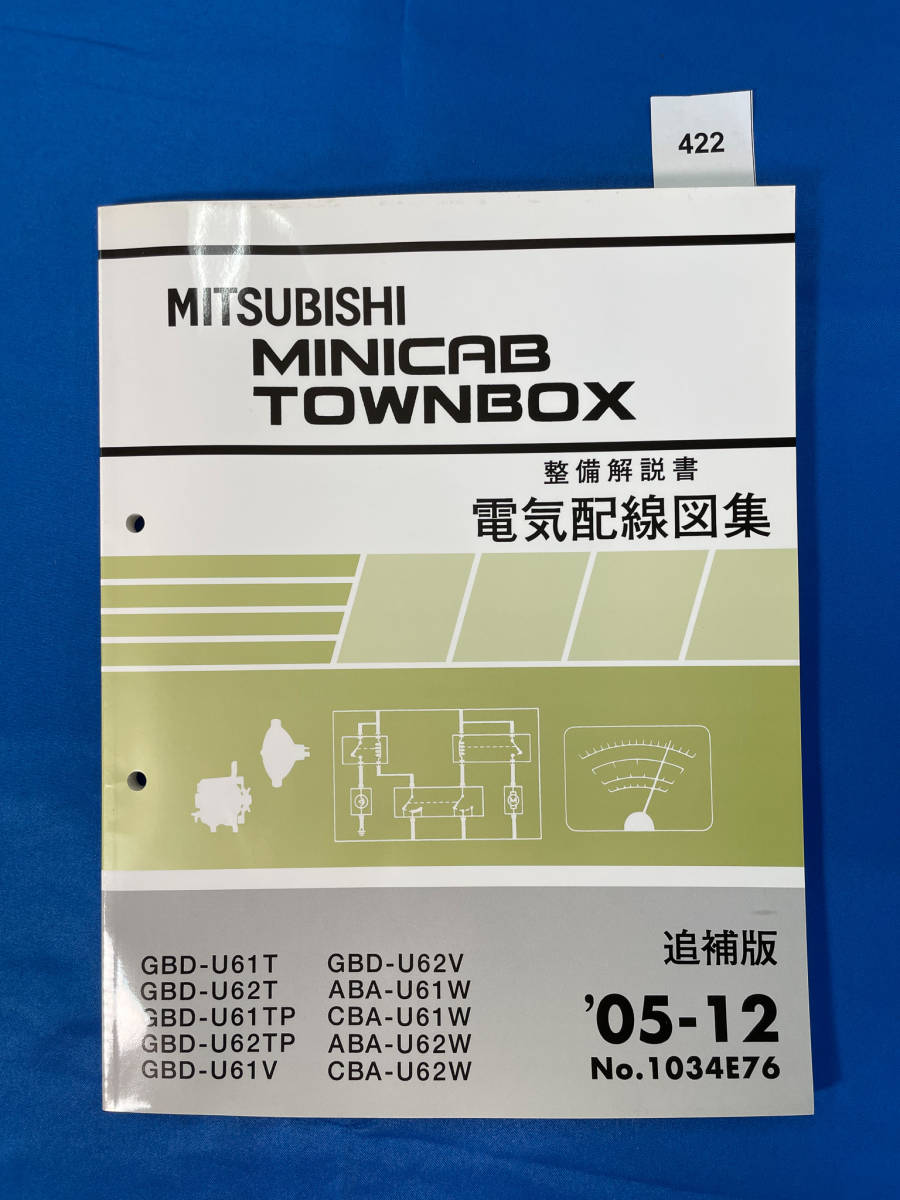 422
MITSUBISHI
MINICAB
TOWNBOX
整備解説書
電気配線図集
GBD-U61T
GBD-U62T
GBD-U61TP
GBD-U62TP
GBD-U61V
GBD-U62V
ABA-U61W
CBA-U61W
ABA-U62W
CBA-U62W
追補版
'05-12
No.1034E76